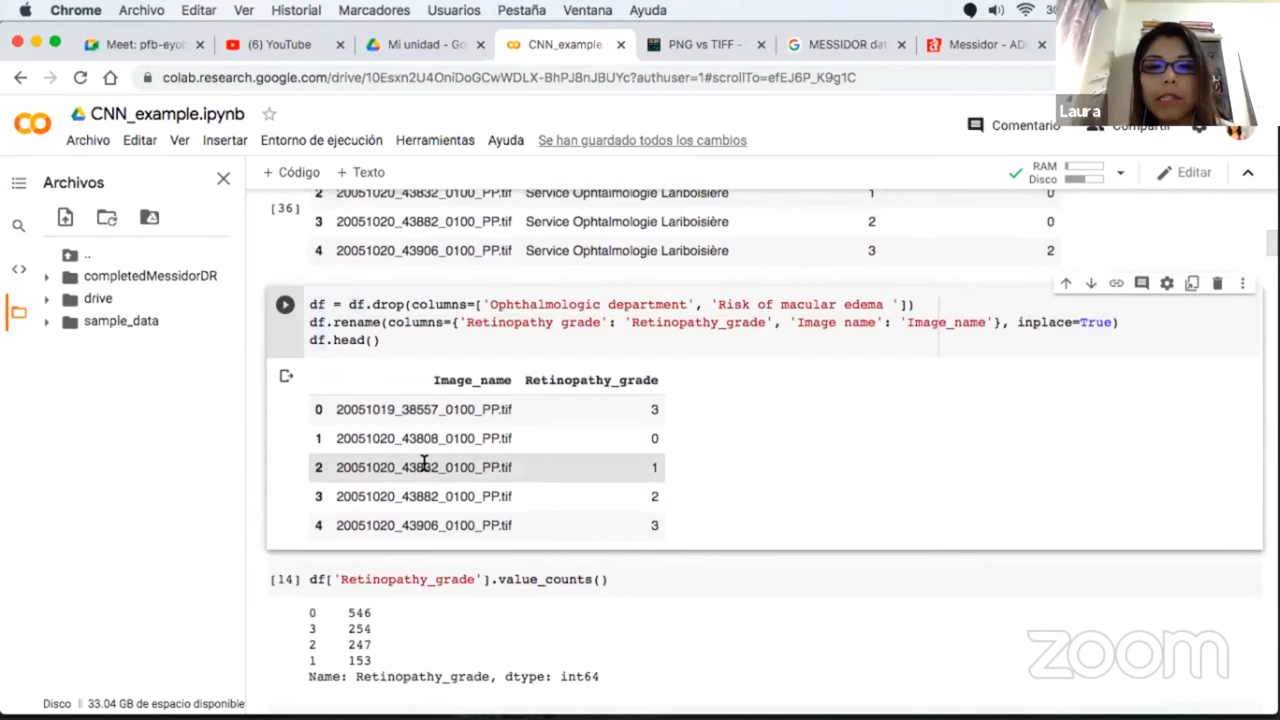 Chrome Archivo Editar Ver Historial Marcadores Usuarios Pestaña Ventana Ayuda
Meet: pfb-eyol
(6) YouTube
Mi unidad - Go
CNN_example.
PNG vs TIFF -
MESSIDOR dat
Messidor - AD
colab.research.google.com/drive/10Esxn2U4OniDoGCwWDLX-BhPJ8nJBUYc?authuser=1#scrollTo=efEJ6P_K9g1C
Laura
CNN_example.ipynb
Comentario
Compartir
Archivo Editar Ver Insertar Entorno de ejecución Herramientas Ayuda Se han guardado todos los cambios
Archivos
+ Código + Texto
RAM
Disco
Editar
..
completedMessidorDR
drive
sample_data
[36]
2 20051020_43832_0100_PP.tif Service Ophtalmologie Lariboisière 1 0
3 20051020_43882_0100_PP.tif Service Ophtalmologie Lariboisière 2 0
4 20051020_43906_0100_PP.tif Service Ophtalmologie Lariboisière 3 2
df = df.drop(columns=['Ophthalmologic department', 'Risk of macular edema '])
df.rename(columns={'Retinopathy grade': 'Retinopathy_grade', 'Image name': 'Image_name'}, inplace=True)
df.head()
Image_name Retinopathy_grade
0 20051019_38557_0100_PP.tif 3
1 20051020_43808_0100_PP.tif 0
2 20051020_43832_0100_PP.tif 1
3 20051020_43882_0100_PP.tif 2
4 20051020_43906_0100_PP.tif 3
[14] df['Retinopathy_grade'].value_counts()
0 546
3 254
2 247
1 153
Name: Retinopathy_grade, dtype: int64
Disco 33.04 GB de espacio disponible
zoom